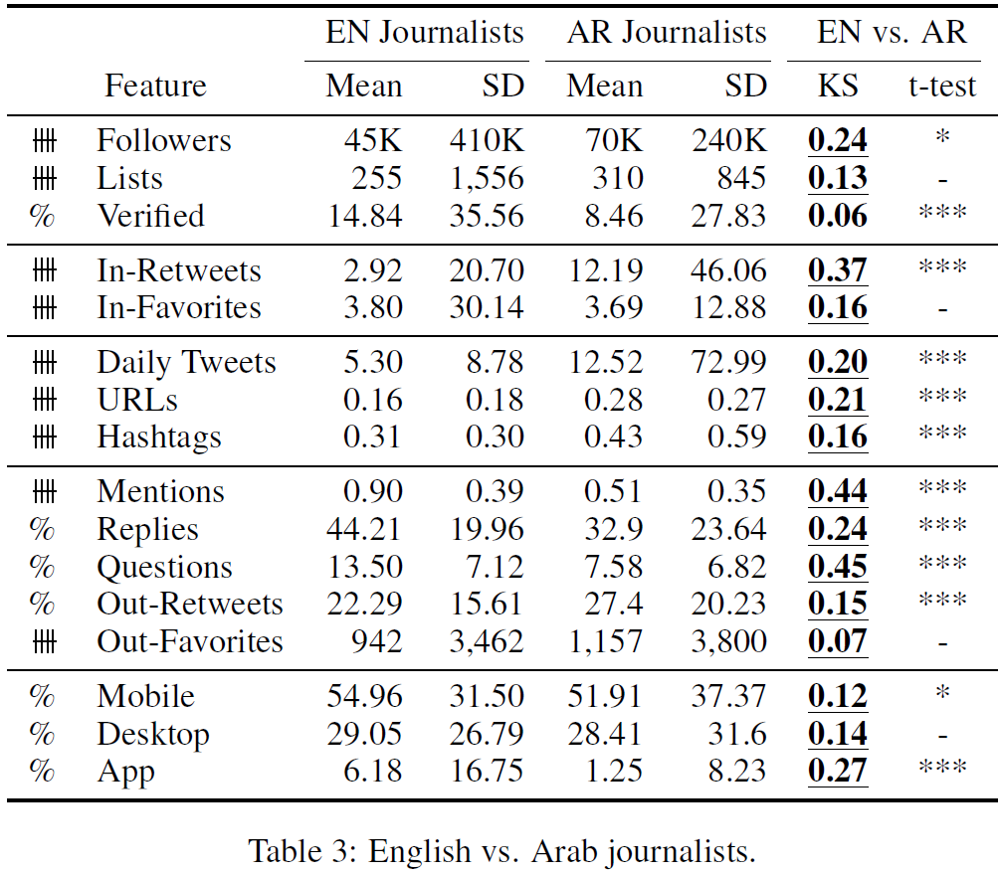 EN Journalists AR Journalists EN vs. AR
Feature Mean SD Mean SD KS t-test
Followers 45K 410K 70K 240K 0.24 *
Lists 255 1,556 310 845 0.13 -
% Verified 14.84 35.56 8.46 27.83 0.06 ***
In-Retweets 2.92 20.70 12.19 46.06 0.37 ***
In-Favorites 3.80 30.14 3.69 12.88 0.16 -
Daily Tweets 5.30 8.78 12.52 72.99 0.20 ***
URLs 0.16 0.18 0.28 0.27 0.21 ***
Hashtags 0.31 0.30 0.43 0.59 0.16 ***
Mentions 0.90 0.39 0.51 0.35 0.44 ***
% Replies 44.21 19.96 32.9 23.64 0.24 ***
% Questions 13.50 7.12 7.58 6.82 0.45 ***
% Out-Retweets 22.29 15.61 27.4 20.23 0.15 ***
Out-Favorites 942 3,462 1,157 3,800 0.07 -
% Mobile 54.96 31.50 51.91 37.37 0.12 *
% Desktop 29.05 26.79 28.41 31.6 0.14 -
% App 6.18 16.75 1.25 8.23 0.27 ***
Table 3: English vs. Arab journalists.